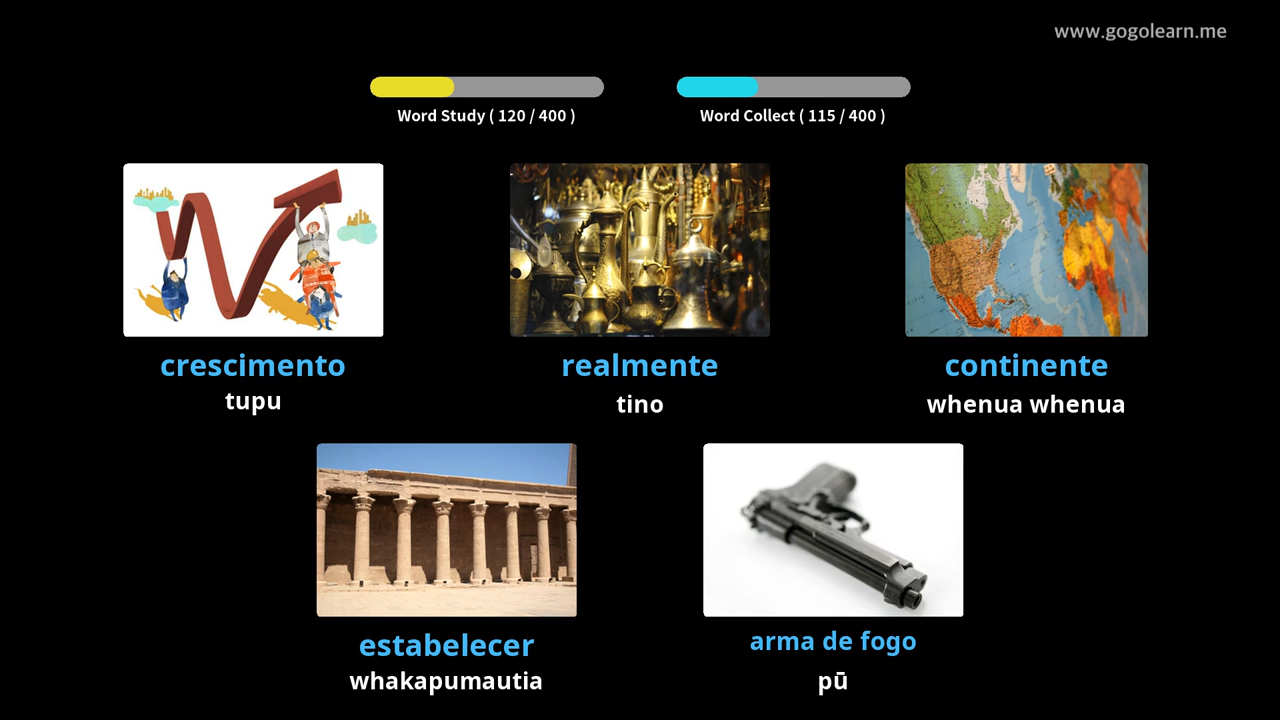 www.gogolearn.me
Word Study ( 120 / 400 )
Word Collect ( 115 / 400 )
crescimento
tupu
realmente
tino
continente
whenua whenua
estabelecer
whakapumautia
arma de fogo
pū